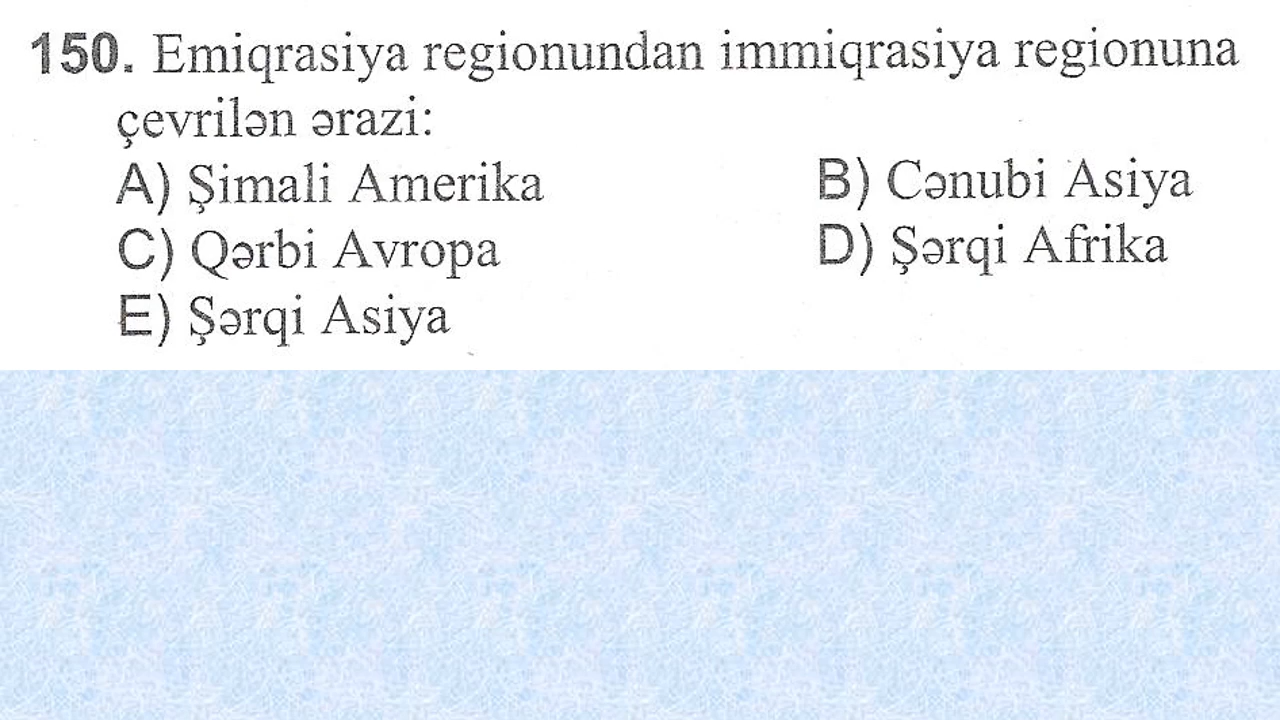 150. Emiqrasiya regionundan immiqrasiya regionuna
çevrilən ərazi:
A) Şimali Amerika B) Cənubi Asiya
C) Qərbi Avropa D) Şərqi Afrika
E) Şərqi Asiya